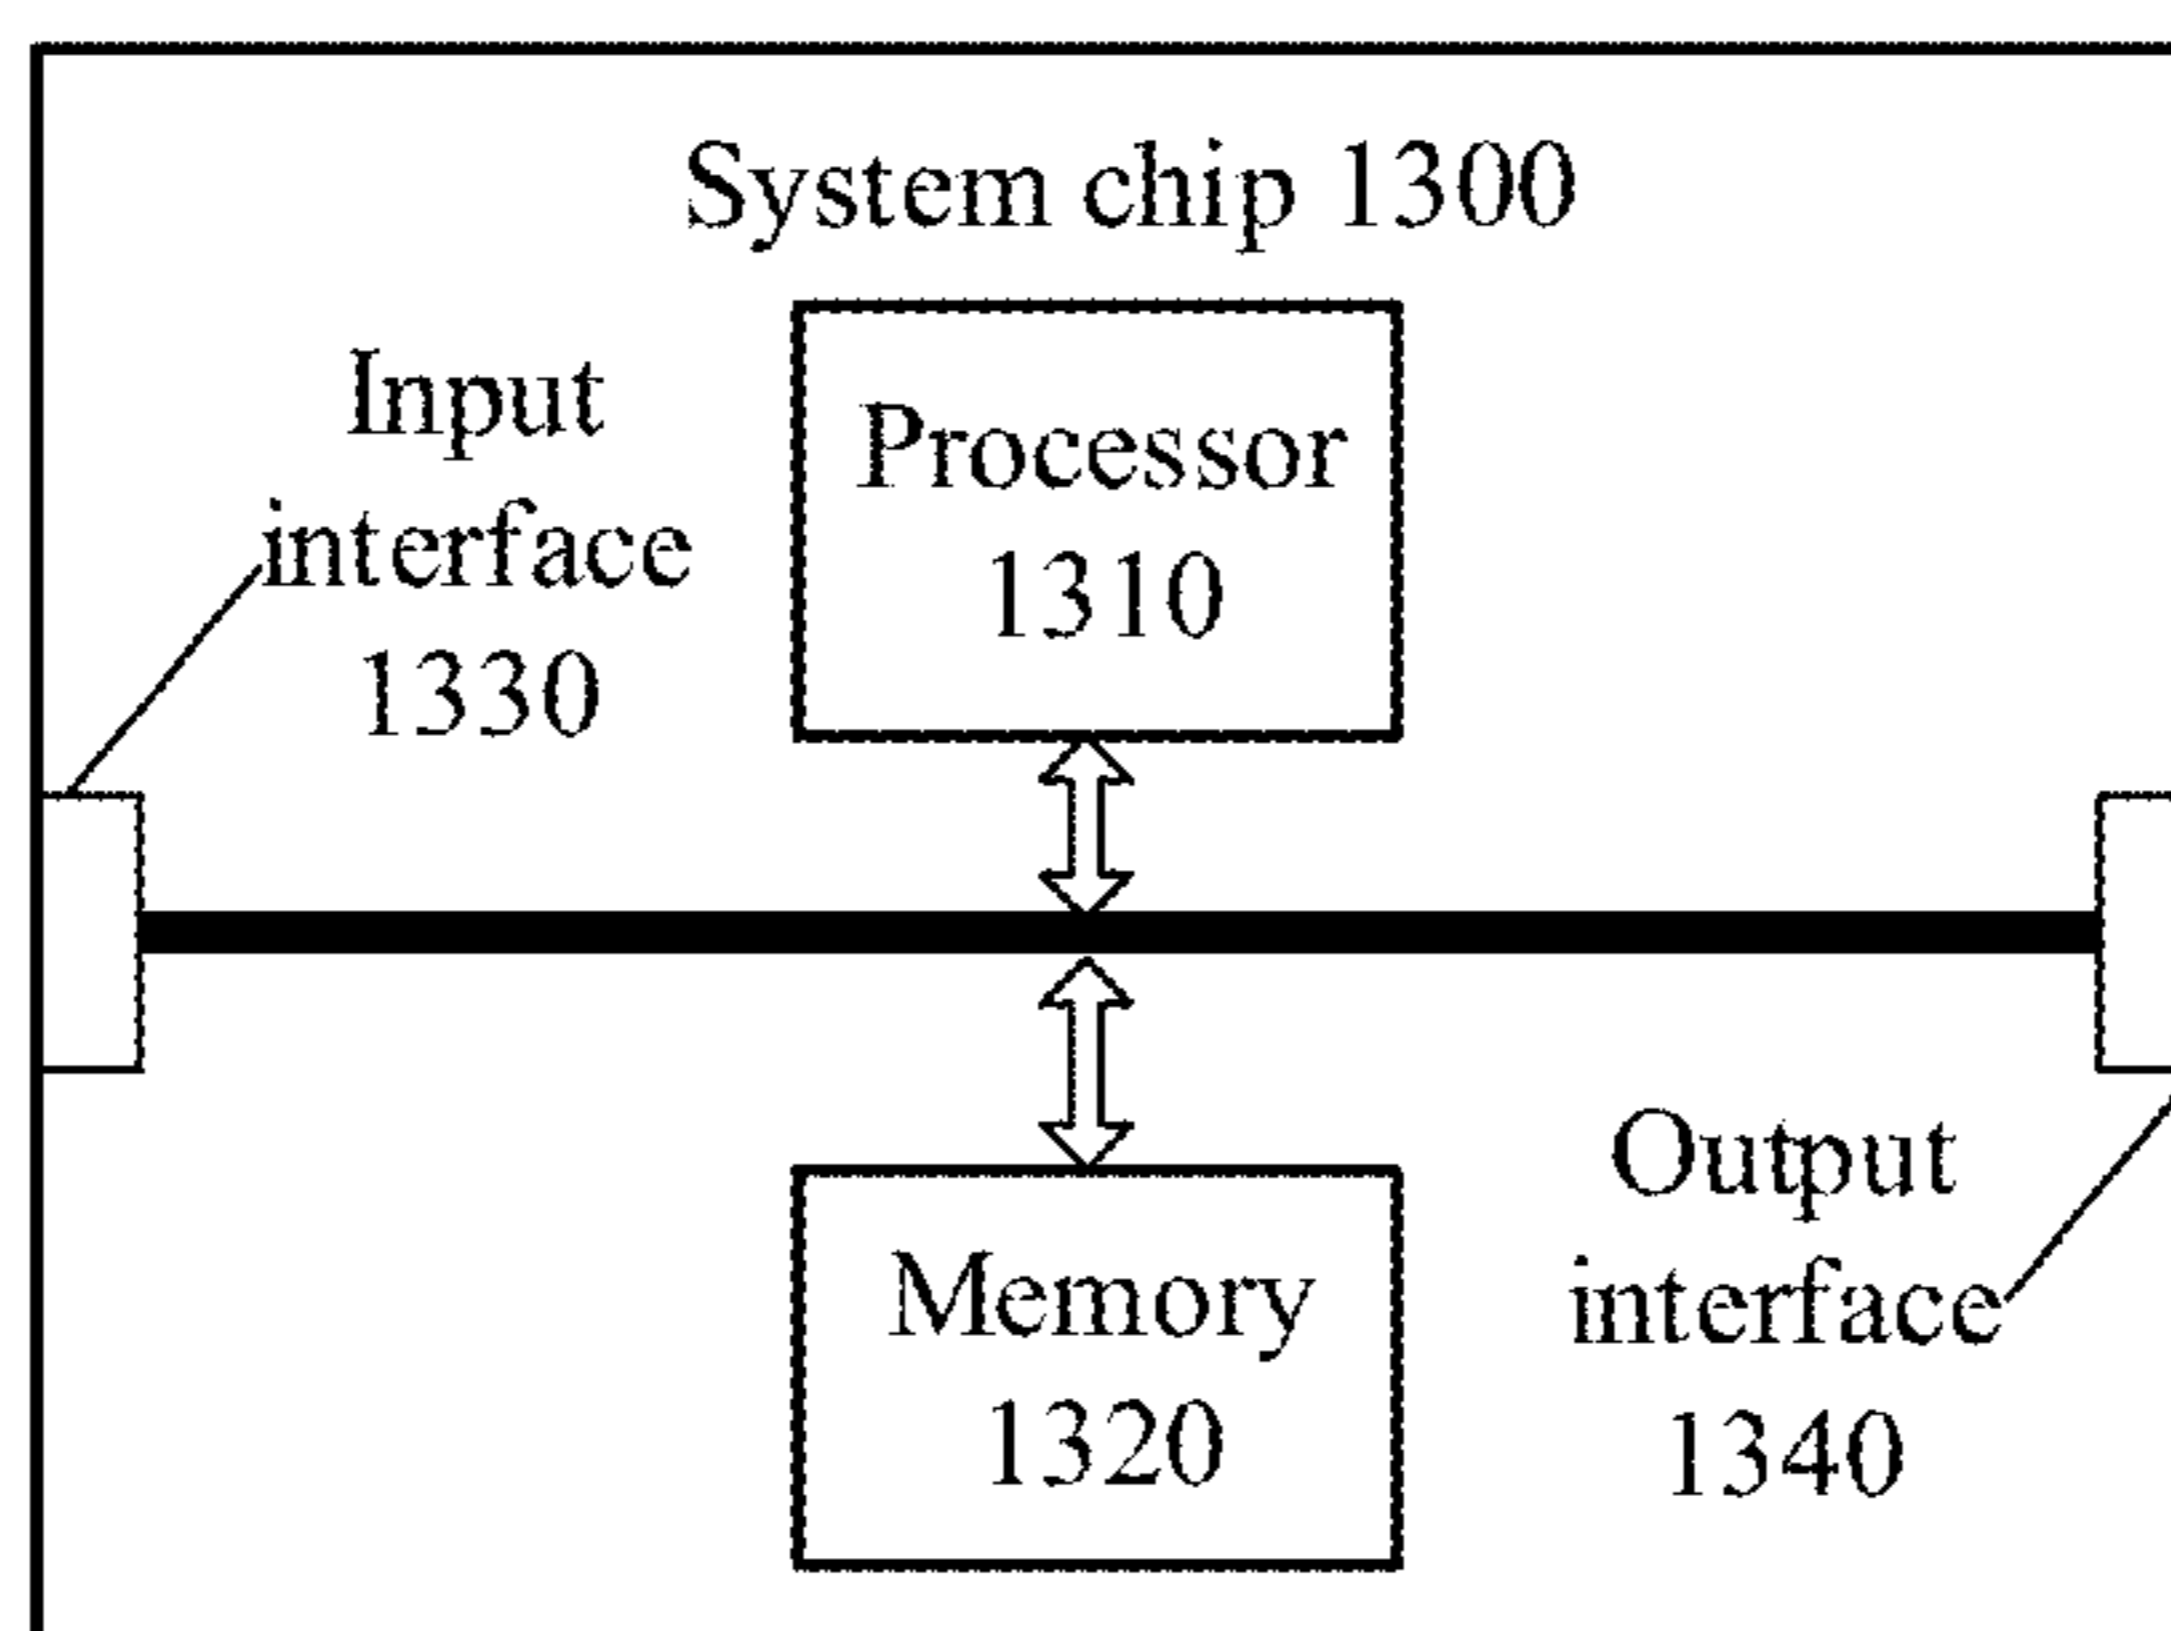 System chip 1300
Input
interface
1330
Processor
1310
Memory
1320
Output
interface
1340